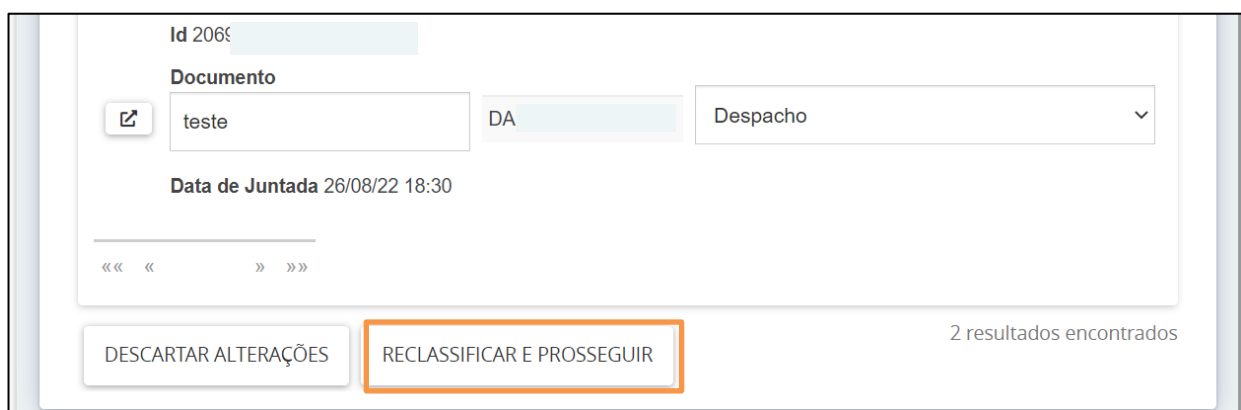 Id 2069
Documento
teste DA Despacho
Data de Juntada 26/08/22 18:30
«« « » »»
2 resultados encontrados
DESCARTAR ALTERAÇÕES RECLASSIFICAR E PROSSEGUIR